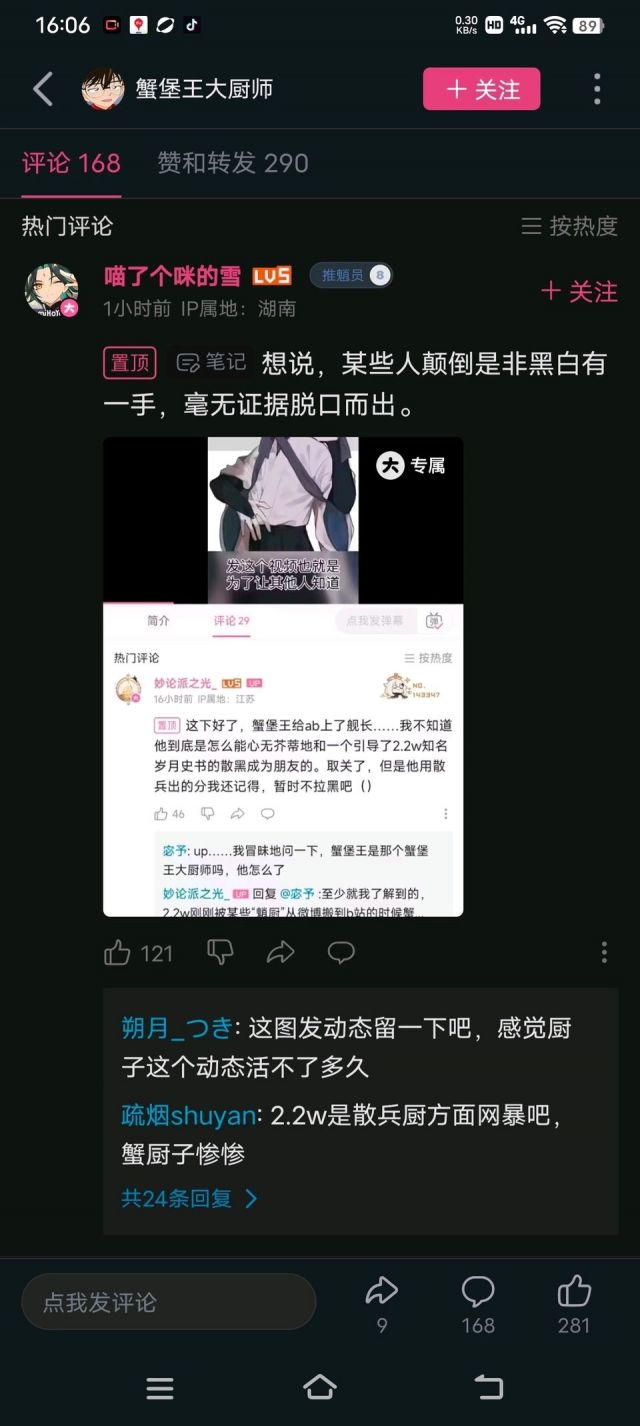 16:06
0.30
KB/s
HD
4G
89
蟹堡王大厨师
+ 关注
评论 168
赞和转发 290
热门评论
按热度
喵了个咪的雪 LV5 推魈员 8
1小时前 IP属地：湖南
+ 关注
置顶 笔记 想说，某些人颠倒是非黑白有
一手，毫无证据脱口而出。
大 专属
发这个视频也就是
为了让其他人知道
简介
评论 29
点我发弹幕
弹
热门评论
按热度
妙论派之光_ LV5 UP
NO.
143347
16小时前 IP属地：江苏
置顶 这下好了，蟹堡王给ab上了舰长……我不知道
他到底是怎么能心无芥蒂地和一个引导了2.2w知名
岁月史书的散黑成为朋友的。取关了，但是他用散
兵出的分我还记得，暂时不拉黑吧（）
46
宓予: up……我冒昧地问一下，蟹堡王是那个蟹堡
王大厨师吗，他怎么了
妙论派之光_ UP 回复 @宓予 :至少就我了解到的，
2.2w刚刚被某些“魈厨”从微博搬到b站的时候蟹...
121
朔月_つき: 这图发动态留一下吧，感觉厨
子这个动态活不了多久
疏烟shuyan: 2.2w是散兵厨方面网暴吧，
蟹厨子惨惨
共24条回复
点我发评论
9
168
281